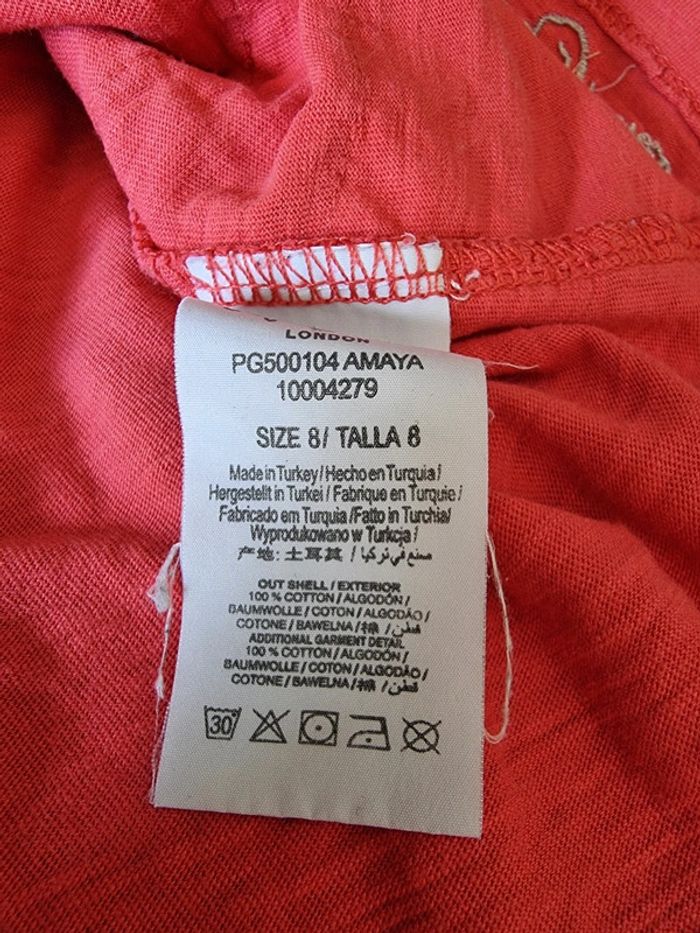 LONDON
PG500104 AMAYA
10004279
SIZE 8/ TALLA 8
Made in Turkey / Hecho en Turquia /
Hergestellt in Turkei / Fabrique en Turquie /
Fabricado em Turquia /Fatto in Turchia/
Wyprodukowano w Turkcja /
产地: 土耳其 / صنع في تركيا
OUT SHELL / EXTERIOR
100 % COTTON / ALGODÓN /
BAUMWOLLE / COTON / ALGODÃO /
COTONE / BAWELNA / 棉 / قطن
ADDITIONAL GARMENT DETAIL
100 % COTTON / ALGODÓN /
BAUMWOLLE / COTON / ALGODÃO /
COTONE / BAWELNA / 棉 / قطن
30°